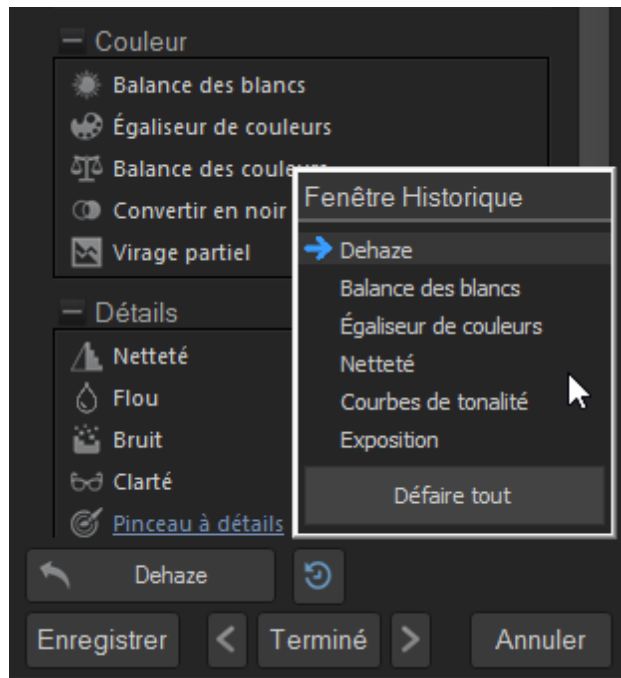 Couleur
Balance des blancs
Égaliseur de couleurs
Balance des couleurs
Convertir en noir
Virage partiel
Détails
Netteté
Flou
Bruit
Clarté
Pinceau à détails
Fenêtre Historique
Dehaze
Balance des blancs
Égaliseur de couleurs
Netteté
Courbes de tonalité
Exposition
Défaire tout
Dehaze
Enregistrer < Terminé > Annuler